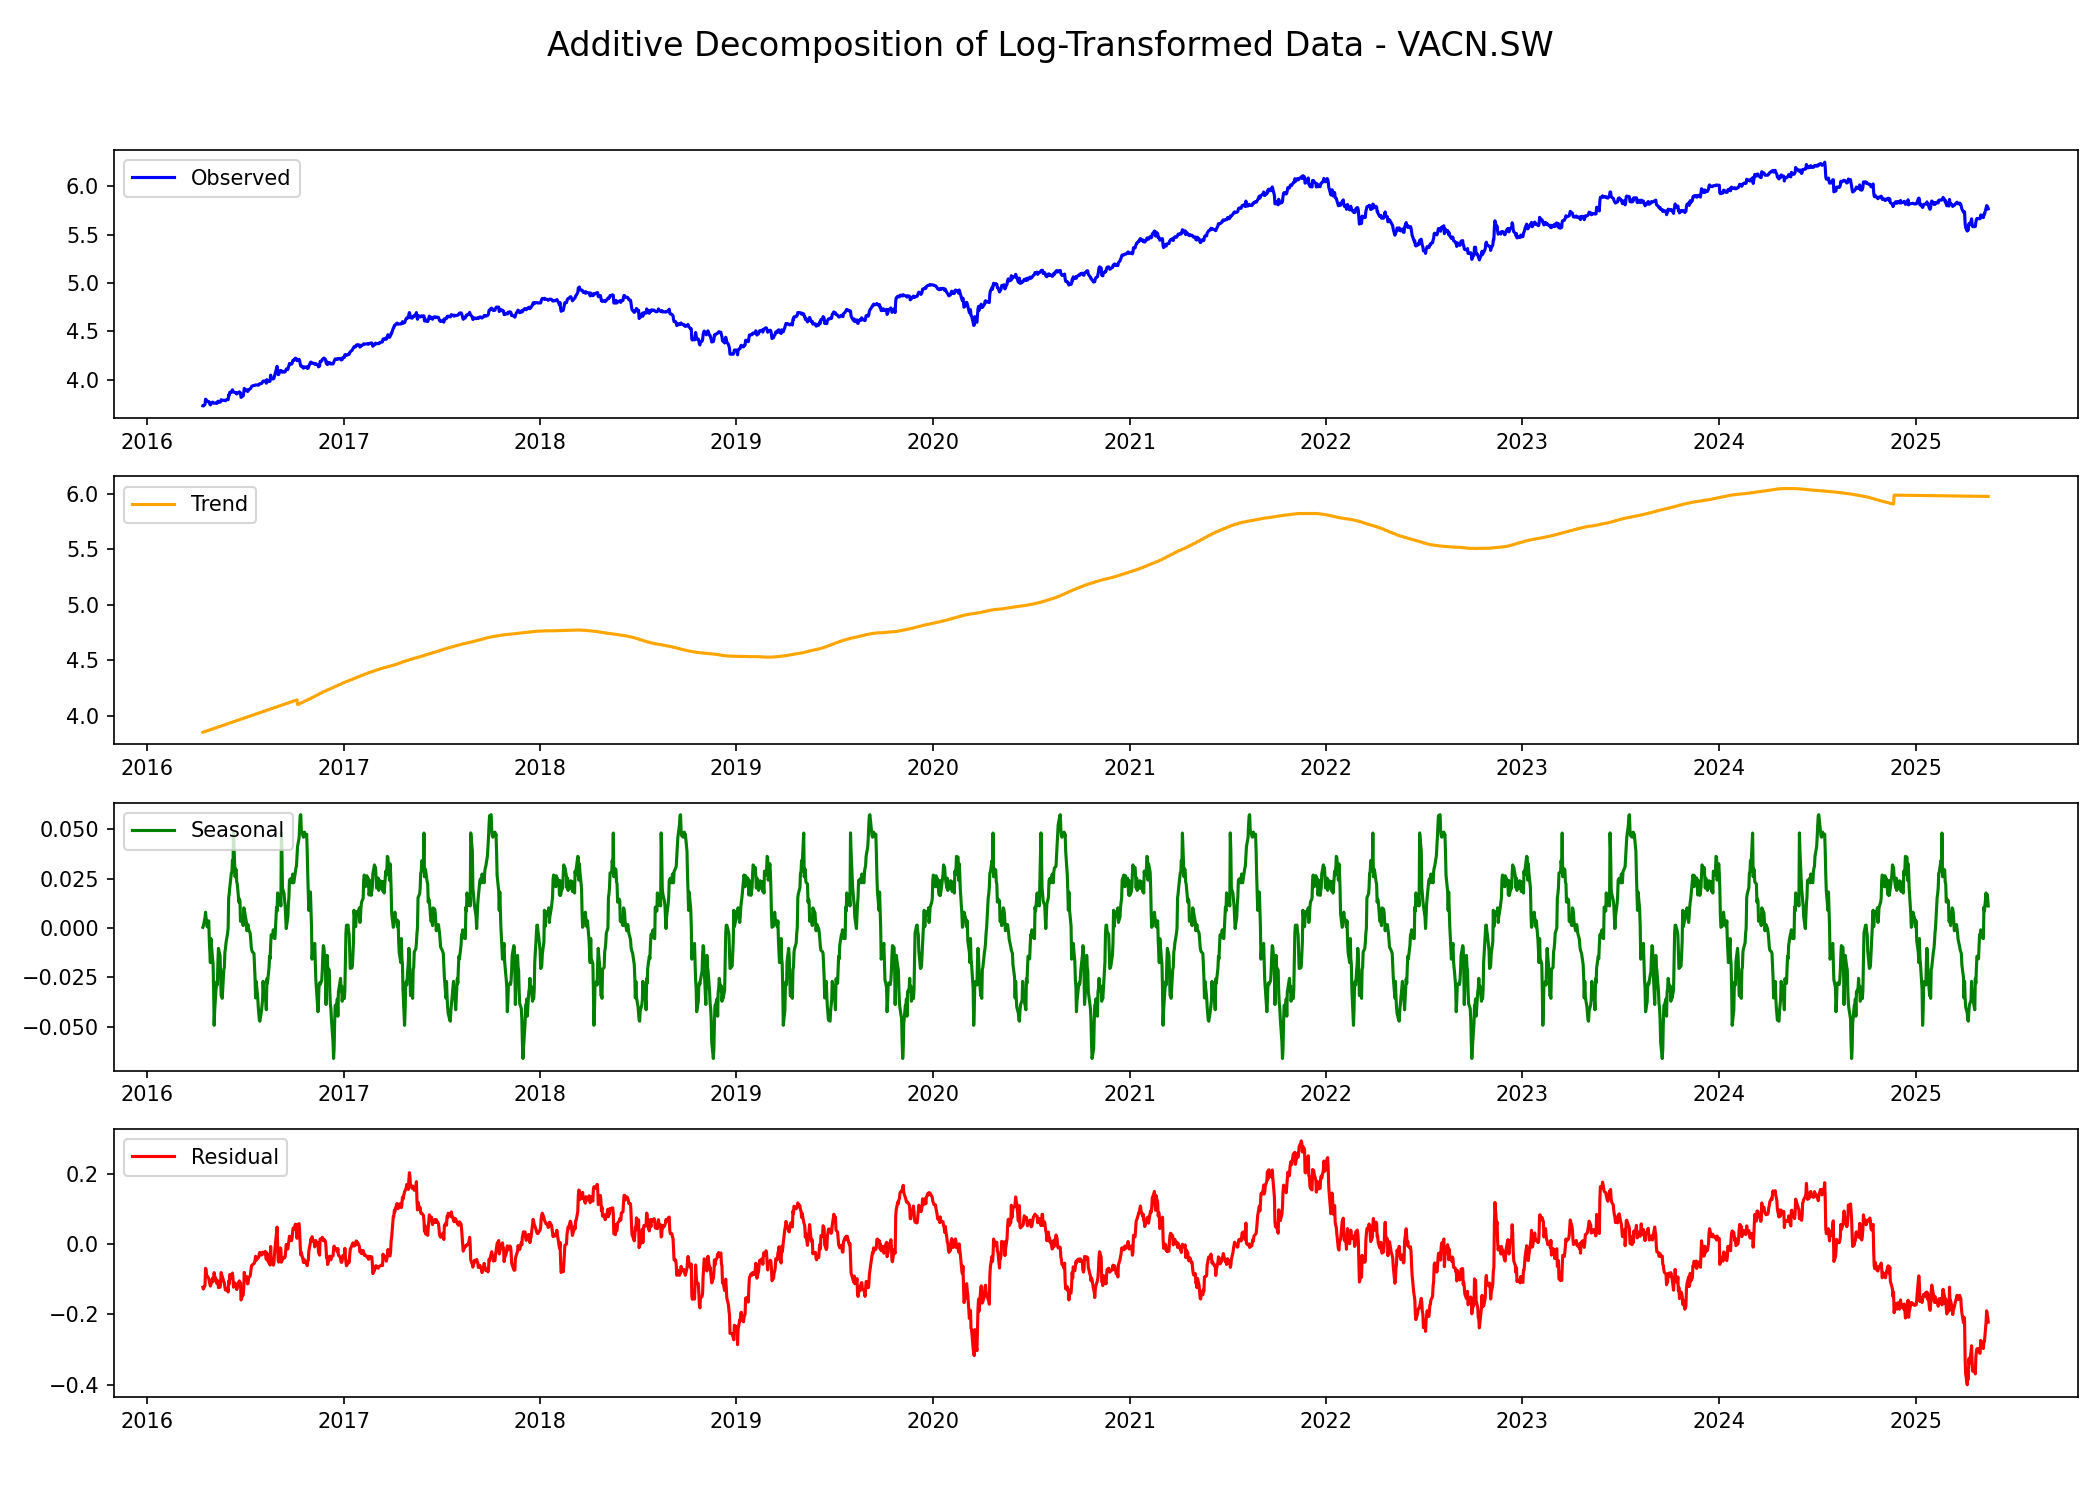 Additive Decomposition of Log-Transformed Data - VACN.SW
Observed
6.0
5.5
5.0
4.5
4.0
2016 2017 2018 2019 2020 2021 2022 2023 2024 2025
Trend
6.0
5.5
5.0
4.5
4.0
2016 2017 2018 2019 2020 2021 2022 2023 2024 2025
Seasonal
0.050
0.025
0.000
−0.025
−0.050
2016 2017 2018 2019 2020 2021 2022 2023 2024 2025
Residual
0.2
0.0
−0.2
−0.4
2016 2017 2018 2019 2020 2021 2022 2023 2024 2025